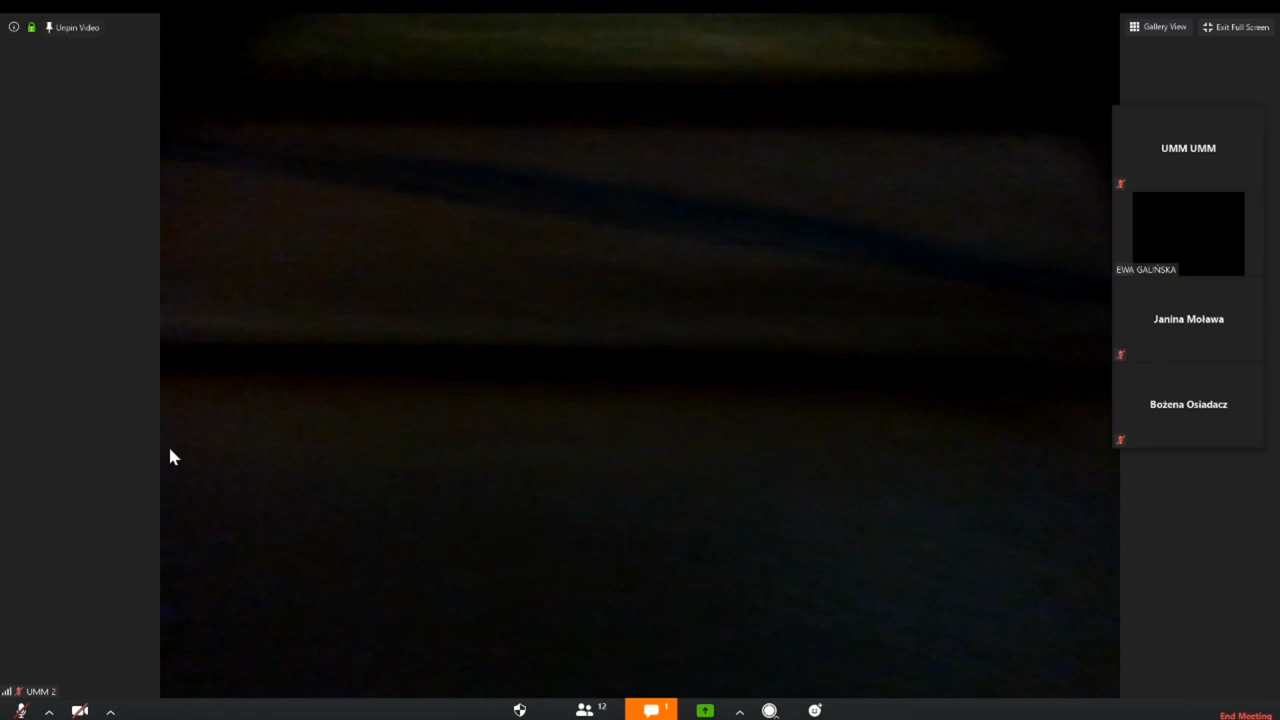 Unpin Video
Gallery View
Exit Full Screen
UMM UMM
EWA GALIŃSKA
Janina Moława
Bożena Osiadacz
UMM 2
12
1
End Meeting